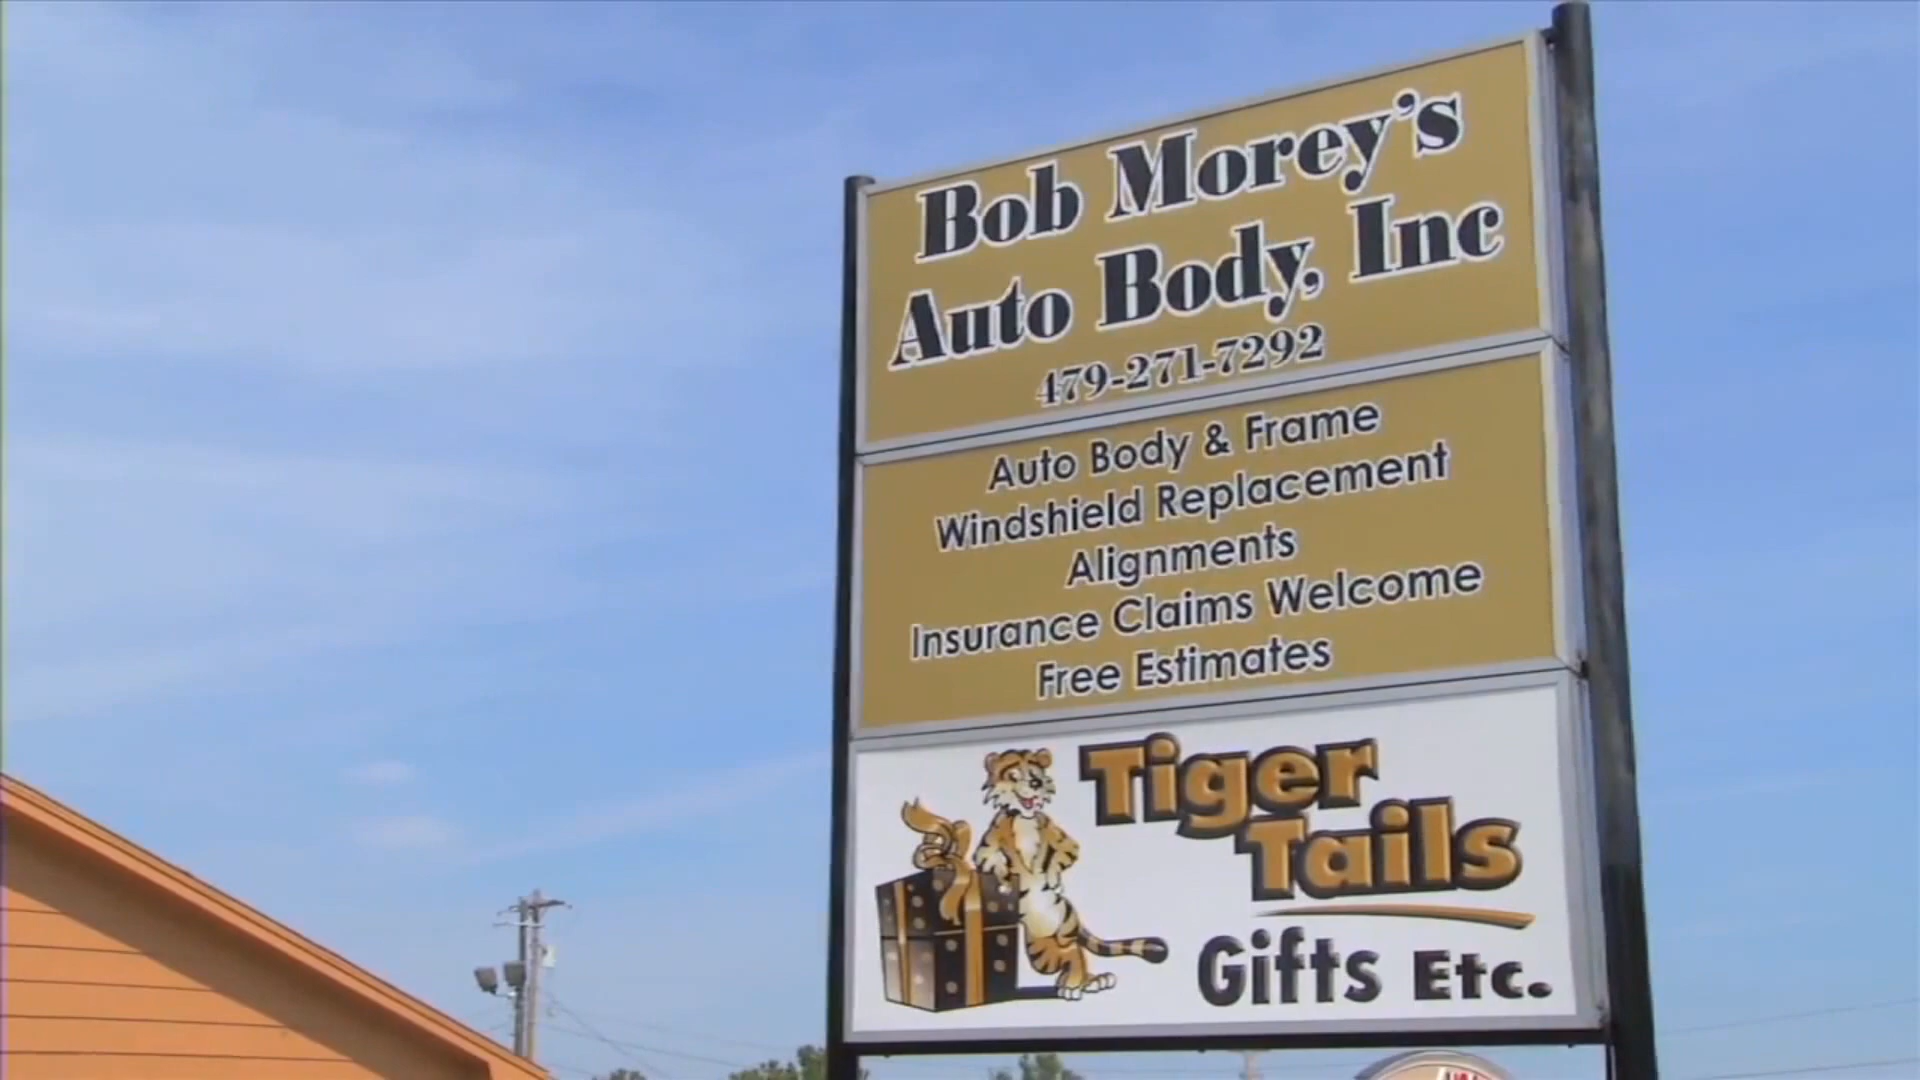 Bob Morey's
Auto Body, Inc
479-271-7292
Auto Body & Frame
Windshield Replacement
Alignments
Insurance Claims Welcome
Free Estimates
Tiger
Tails
Gifts Etc.